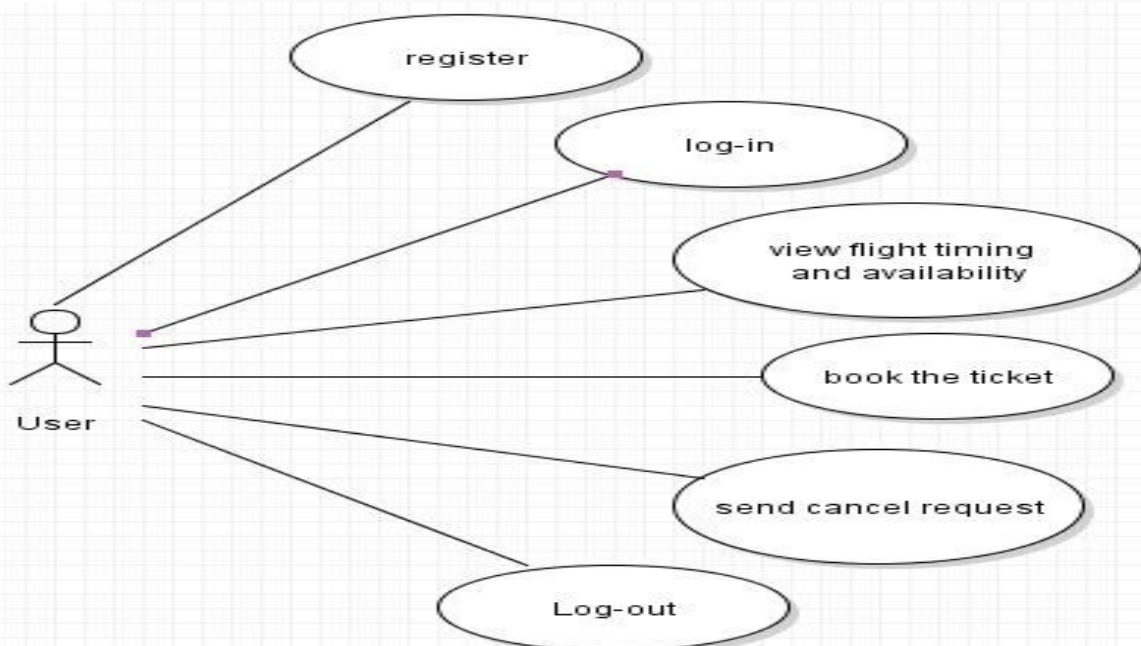 register
log-in
view flight timing
and availability
book the ticket
User
send cancel request
Log-out